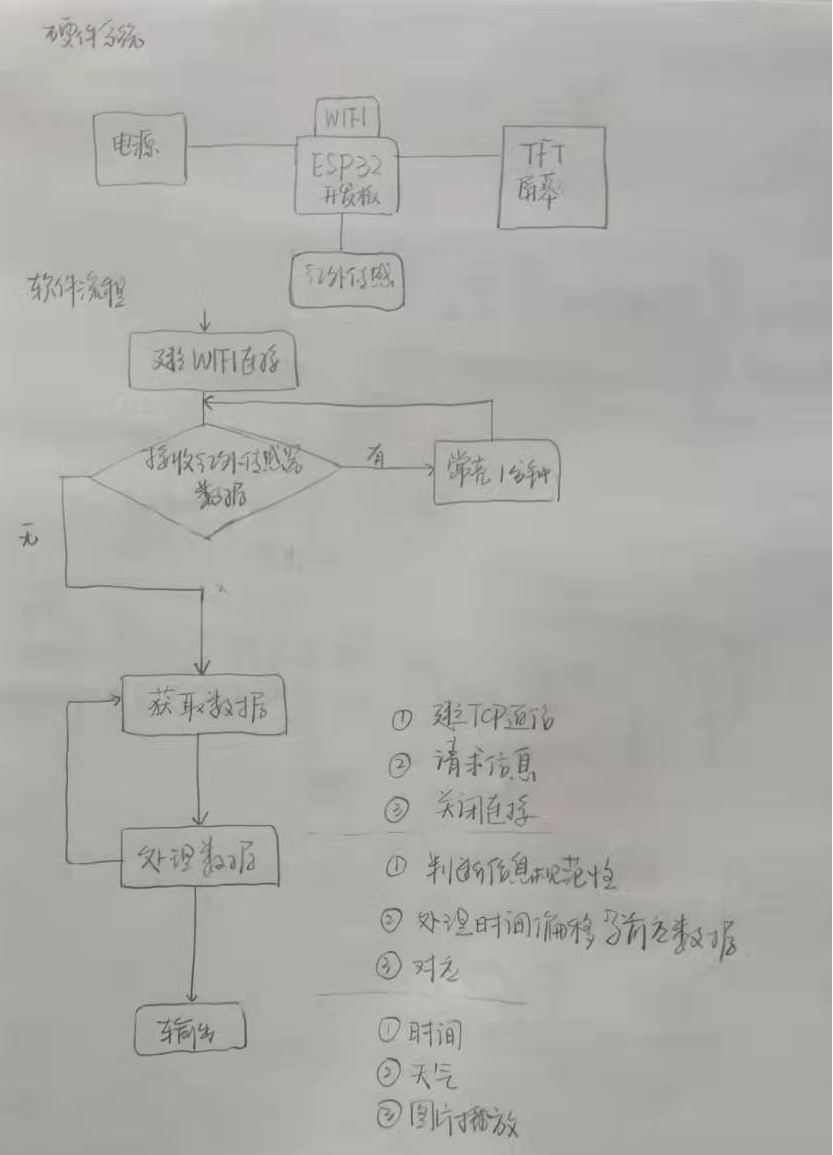 硬件系统
电源
WIFI
ESP32
开发板
TFT
屏幕
红外传感
软件流程
建立WIFI连接
接收红外传感器
数据
有
常亮1分钟
无
获取数据
① 建立TCP通信
② 请求信息
③ 关闭连接
处理数据
① 判断信息规范性
② 处理时间偏移与前立数据
③ 对立
输出
① 时间
② 天气
③ 图片播放